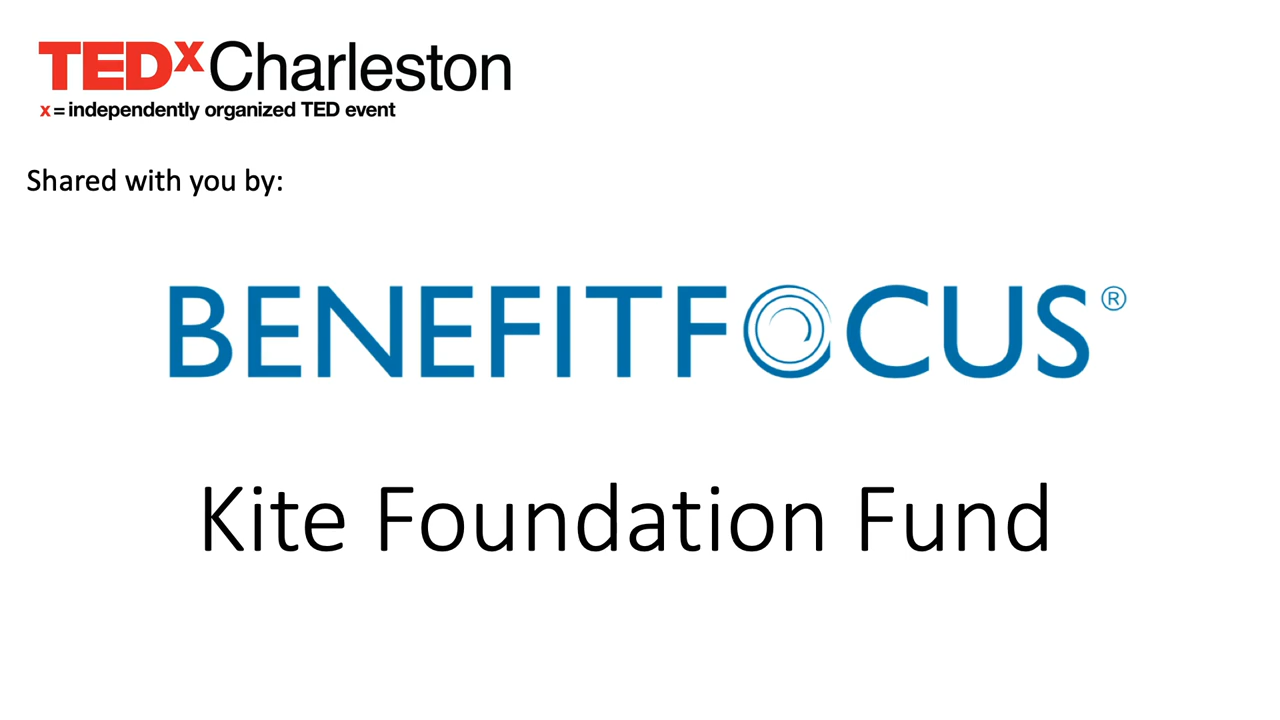 TEDxCharleston
x = independently organized TED event
Shared with you by:
BENEFITFOCUS®
Kite Foundation Fund